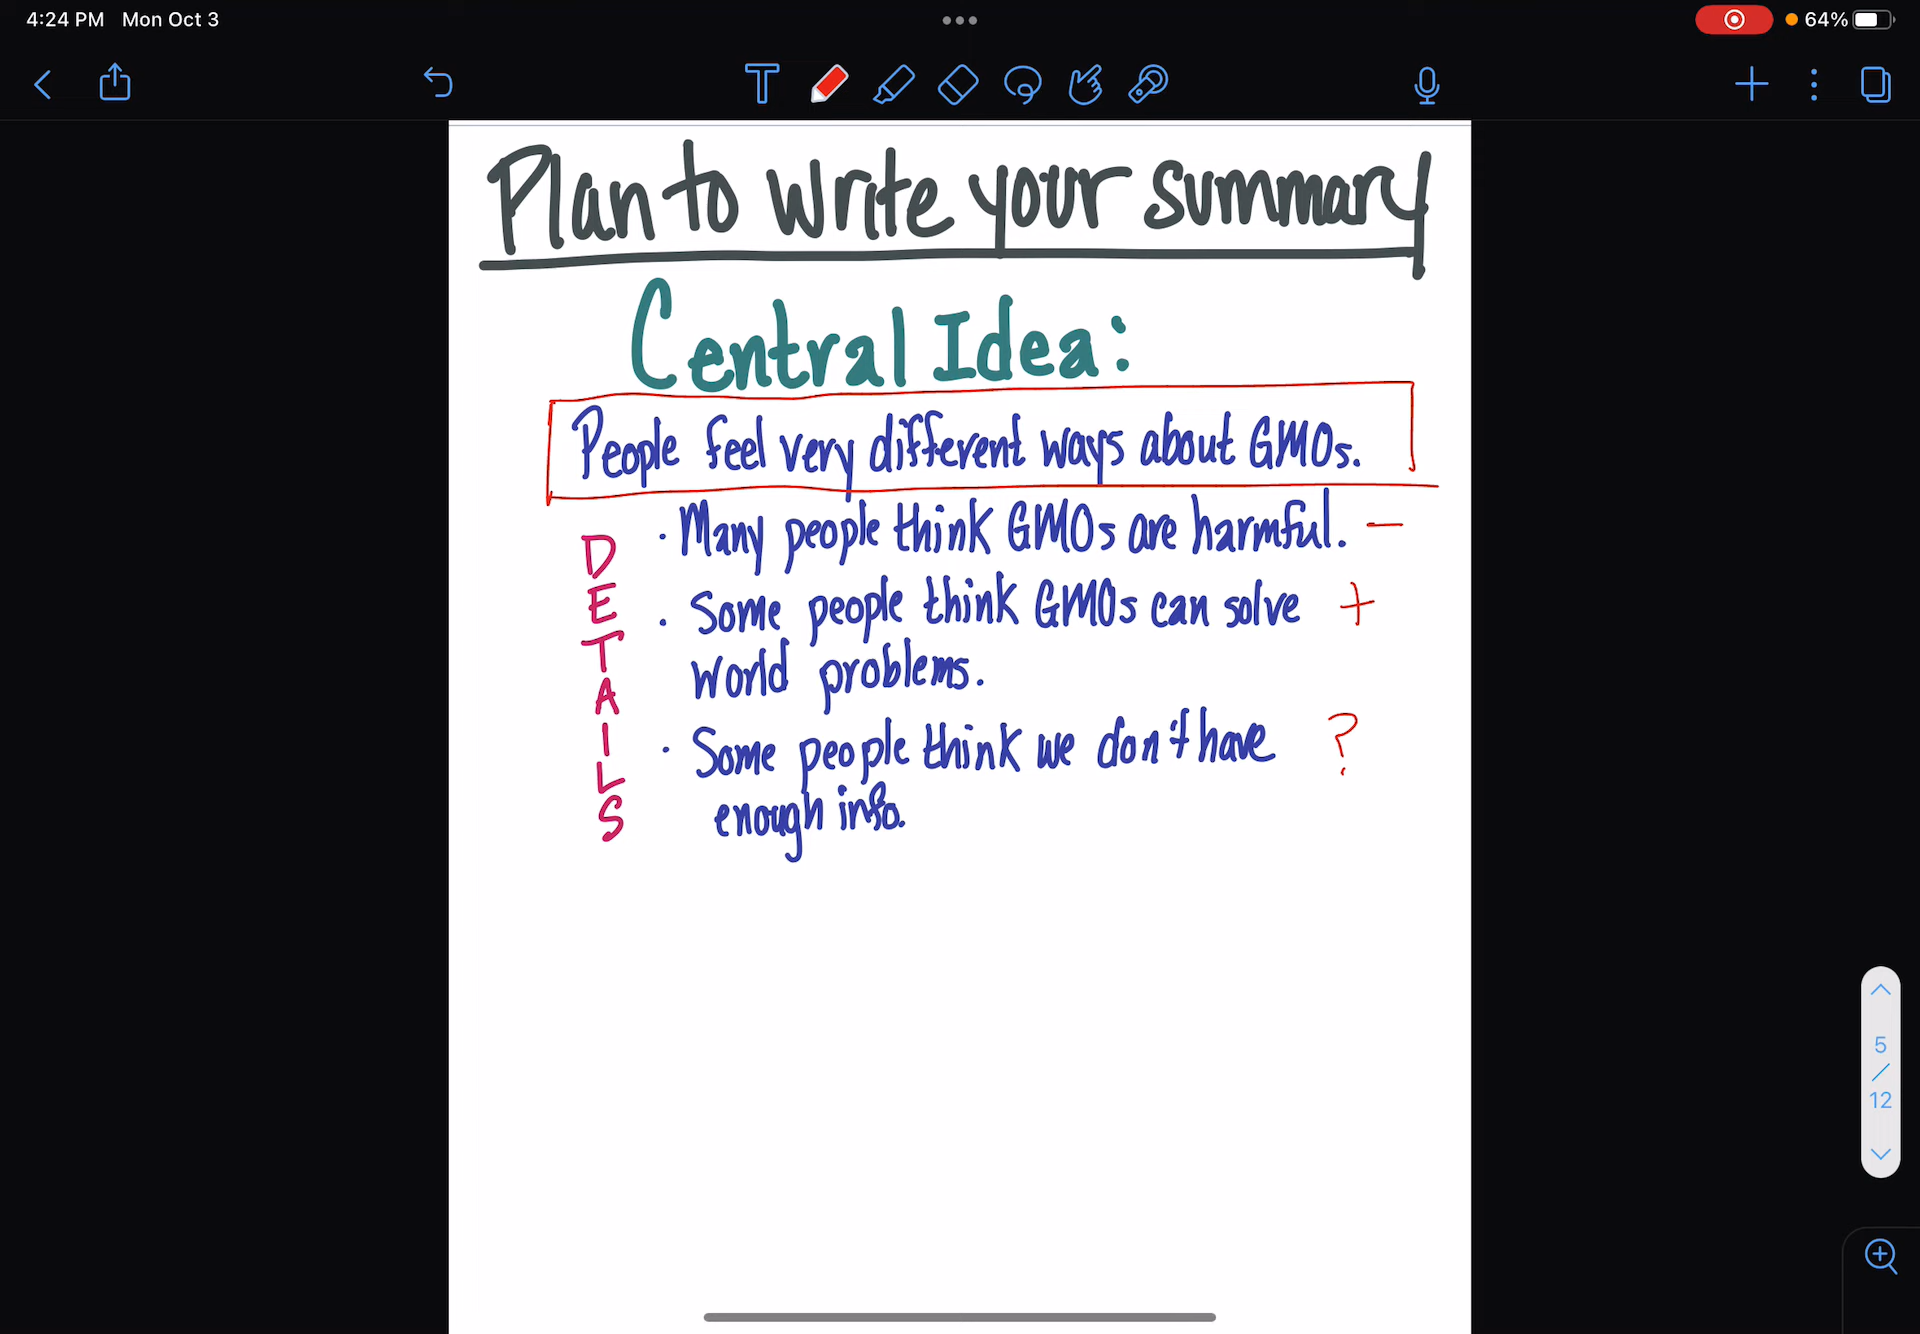 4:24 PM Mon Oct 3
64%
T
Plan to write your summary
Central Idea:
People feel very different ways about GMOs.
· Many people think GMOs are harmful. −
· Some people think GMOs can solve +
world problems.
· Some people think we don't have ?
enough info.
DETAILS
5
/
12